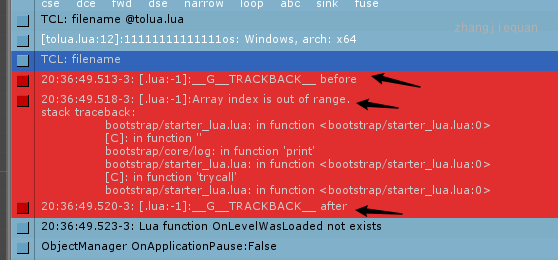 cse dce fwd dse narrow loop abc sink fuse
TCL: filename @tolua.lua
zhangjiequan
[tolua.lua:12]:11111111111111os: Windows, arch: x64
TCL: filename
20:36:49.513-3: [.lua:-1]:__G__TRACKBACK__ before
20:36:49.518-3: [.lua:-1]:Array index is out of range.
stack traceback:
bootstrap/starter_lua.lua: in function <bootstrap/starter_lua.lua:0>
[C]: in function ''
bootstrap/core/log: in function 'print'
bootstrap/starter_lua.lua: in function <bootstrap/starter_lua.lua:0>
[C]: in function 'trycall'
bootstrap/starter_lua.lua: in function <bootstrap/starter_lua.lua:0>
20:36:49.520-3: [.lua:-1]:__G__TRACKBACK__ after
20:36:49.523-3: Lua function OnLevelWasLoaded not exists
ObjectManager OnApplicationPause:False